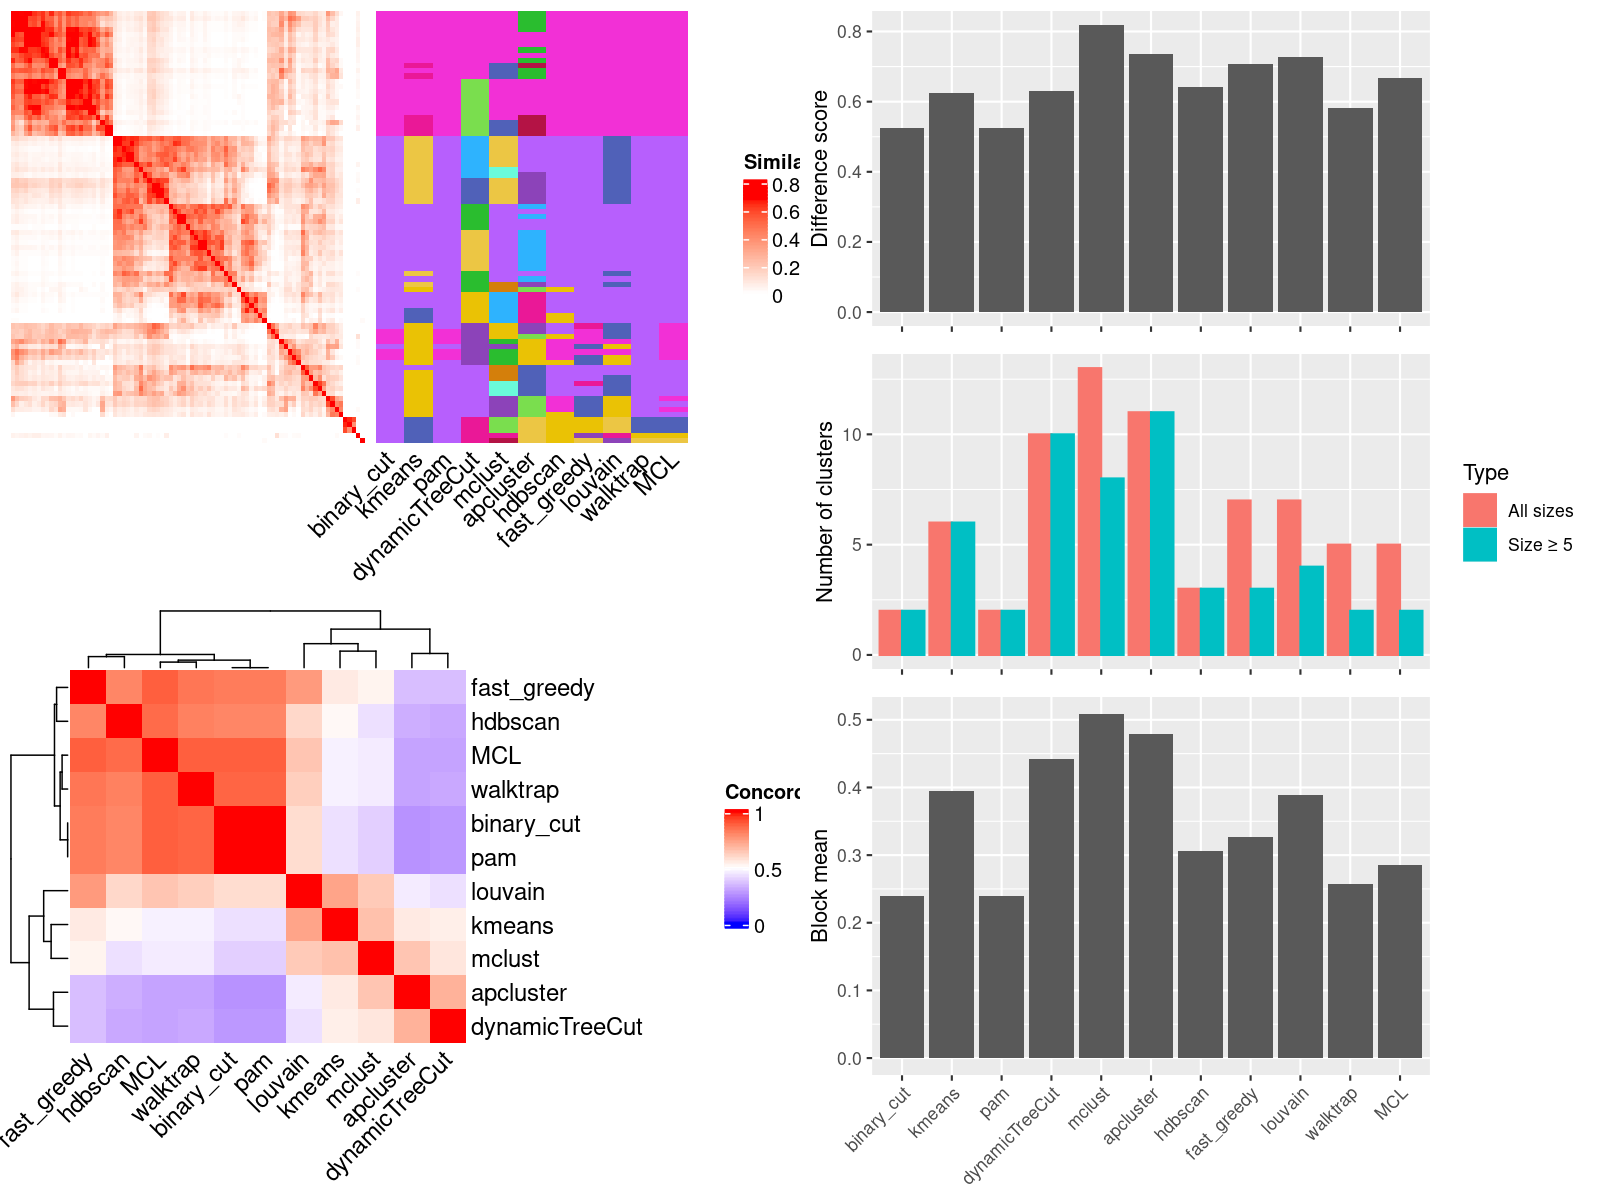 Simila
0.8
0.6
0.4
0.2
0
binary_cut
kmeans
pam
dynamicTreeCut
mclust
apcluster
hdbscan
fast_greedy
louvain
walktrap
MCL
fast_greedy
hdbscan
MCL
walktrap
binary_cut
pam
louvain
kmeans
mclust
apcluster
dynamicTreeCut
fast_greedy
hdbscan
MCL
walktrap
binary_cut
pam
louvain
kmeans
mclust
apcluster
dynamicTreeCut
Concord
1
0.5
0
Difference score
0.8
0.6
0.4
0.2
0.0
Number of clusters
10
5
0
Type
All sizes
Size ≥ 5
Block mean
0.5
0.4
0.3
0.2
0.1
0.0
binary_cut
kmeans
pam
dynamicTreeCut
mclust
apcluster
hdbscan
fast_greedy
louvain
walktrap
MCL